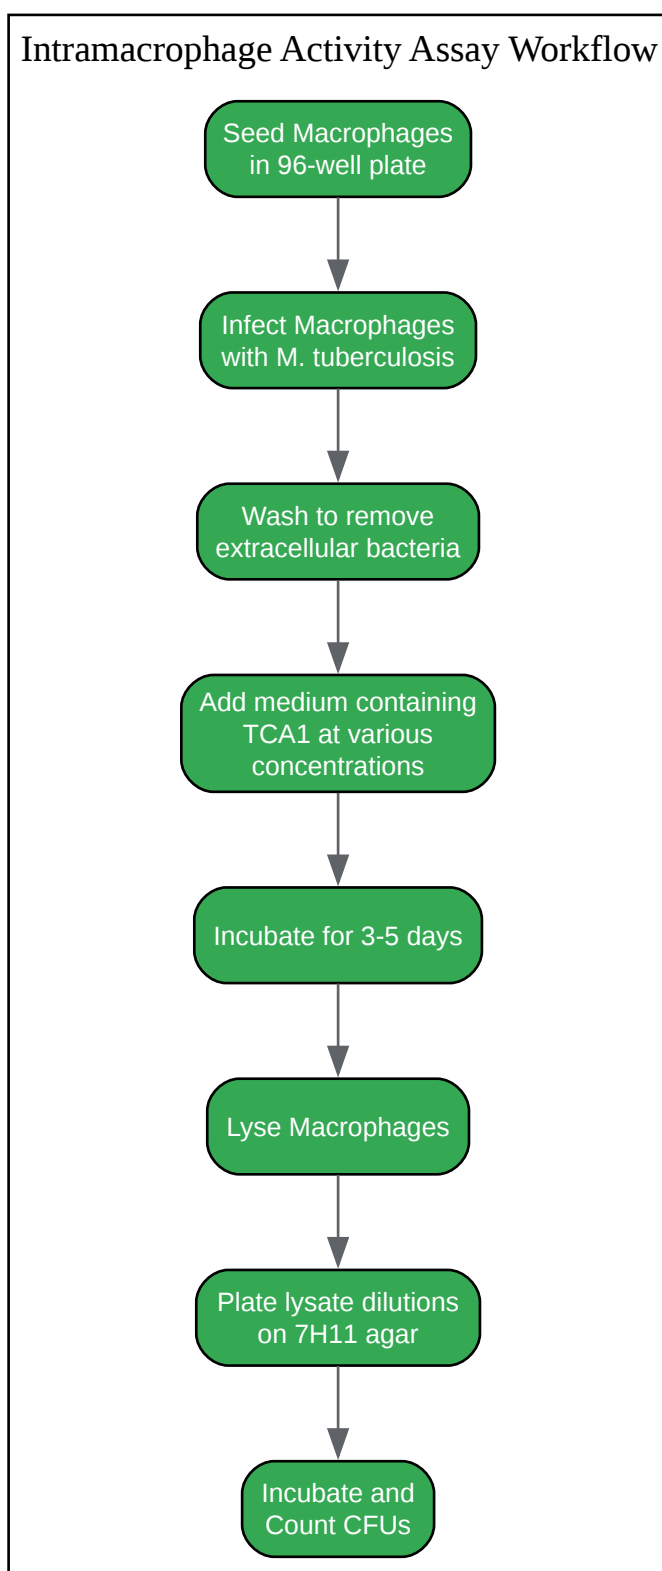 Intramacrophage Activity Assay Workflow
Seed Macrophages
in 96-well plate
Infect Macrophages
with M. tuberculosis
Wash to remove
extracellular bacteria
Add medium containing
TCA1 at various
concentrations
Incubate for 3-5 days
Lyse Macrophages
Plate lysate dilutions
on 7H11 agar
Incubate and
Count CFUs